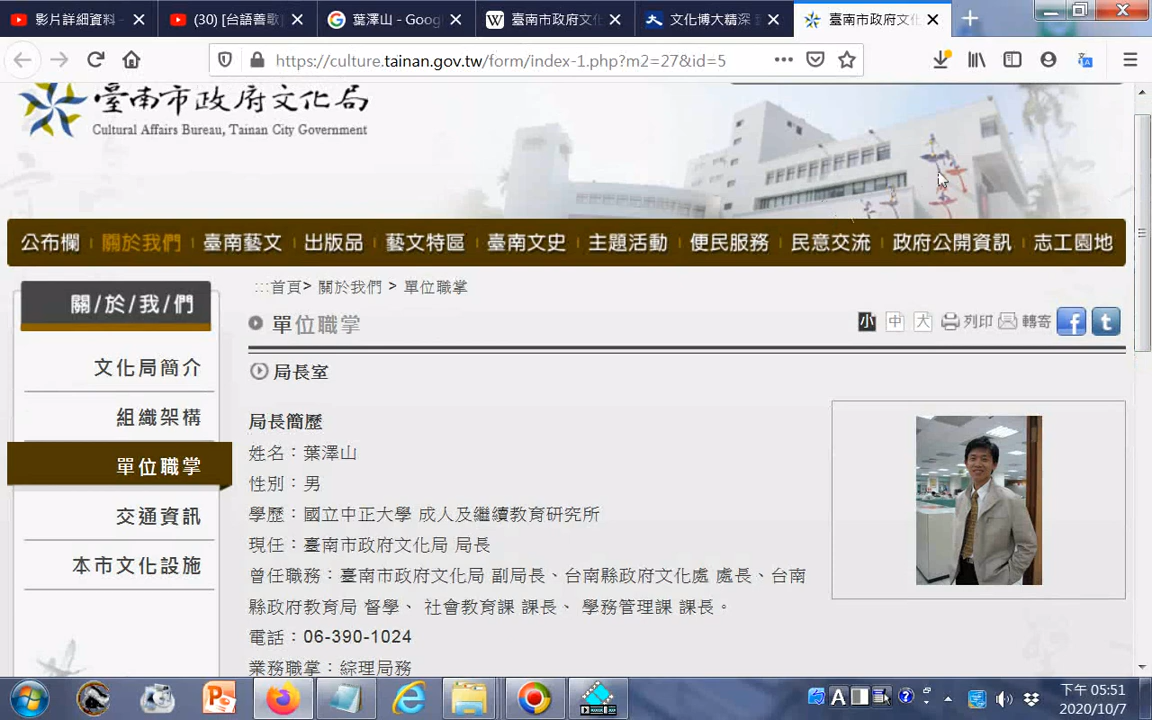 影片詳細資料
(30) [台語善歌
葉澤山 - Goog
臺南市政府文化
文化博大精深
臺南市政府文化
https://culture.tainan.gov.tw/form/index-1.php?m2=27&id=5
臺南市政府文化局
Cultural Affairs Bureau, Tainan City Government
公布欄 關於我們 臺南藝文 出版品 藝文特區 臺南文史 主題活動 便民服務 民意交流 政府公開資訊 志工園地
關/於/我/們
文化局簡介
組織架構
單位職掌
交通資訊
本市文化設施
:::首頁> 關於我們 > 單位職掌
單位職掌
小 中 大 列印 轉寄 f t
局長室
局長簡歷
姓名：葉澤山
性別：男
學歷：國立中正大學 成人及繼續教育研究所
現任：臺南市政府文化局 局長
曾任職務：臺南市政府文化局 副局長、台南縣政府文化處 處長、台南
縣政府教育局 督學、 社會教育課 課長、 學務管理課 課長。
電話：06-390-1024
業務職掌：綜理局務
下午 05:51
2020/10/7